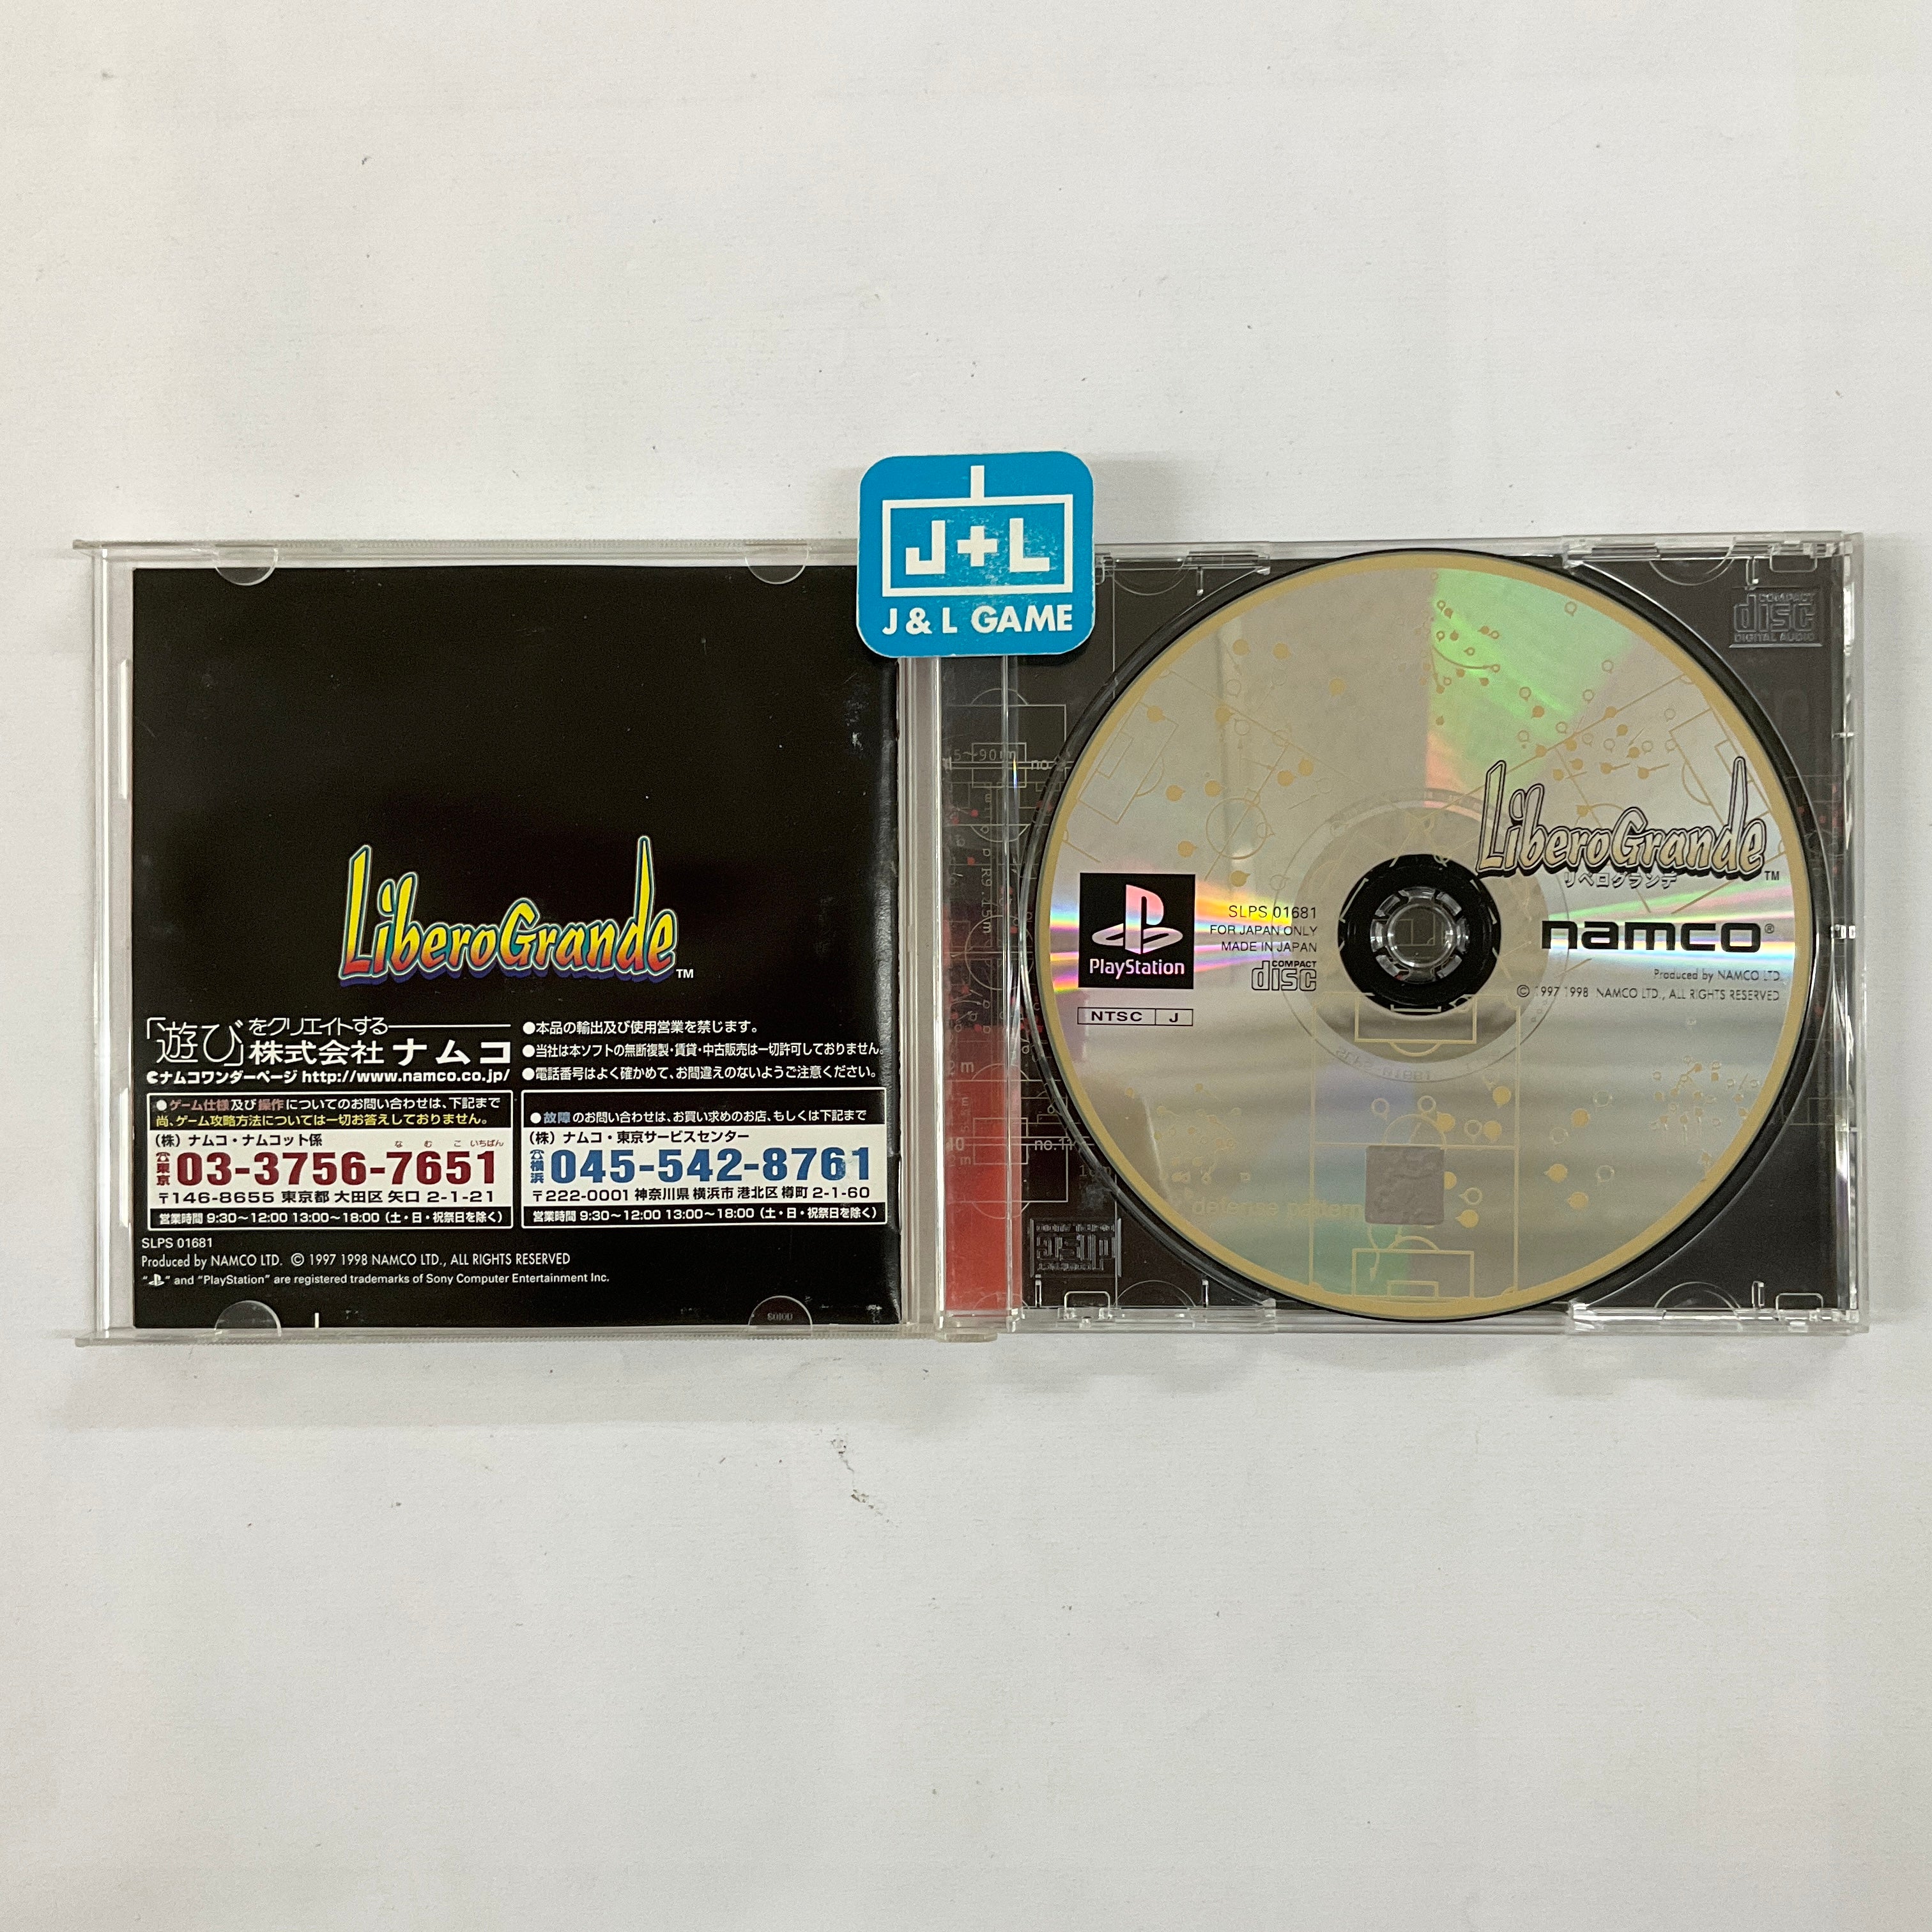 J+L
J & L GAME
LiberoGrande™
「遊び」をクリエイトする
株式会社 ナムコ
ナムコワンダーページ http://www.namco.co.jp/
●本品の輸出及び使用営業を禁じます。
●当社は本ソフトの無断複製・賃貸・中古販売は一切許可しておりません。
●電話番号はよく確かめて、お間違えのないようご注意ください。
●ゲーム仕様及び操作についてのお問い合わせは、下記まで
尚、ゲーム攻略方法については一切お答えしておりません。
(株) ナムコ・ナムコット係
な む こ いちばん
☎東京 03-3756-7651
〒146-8655 東京都 大田区 矢口 2-1-21
営業時間 9:30〜12:00 13:00〜18:00 (土・日・祝祭日を除く)
●故障のお問い合わせは、お買い求めのお店、もしくは下記まで
(株) ナムコ・東京サービスセンター
☎横浜 045-542-8761
〒222-0001 神奈川県 横浜市 港北区 樽町 2-1-60
営業時間 9:30〜12:00 13:00〜18:00 (土・日・祝祭日を除く)
SLPS 01681
Produced by NAMCO LTD. © 1997 1998 NAMCO LTD., ALL RIGHTS RESERVED
" " and "PlayStation" are registered trademarks of Sony Computer Entertainment Inc.
COMPACT
disc
DIGITAL AUDIO
LiberoGrande™
リベログランデ
namco®
Produced by NAMCO LTD.
© 1997 1998 NAMCO LTD., ALL RIGHTS RESERVED
PlayStation
SLPS 01681
FOR JAPAN ONLY
MADE IN JAPAN
COMPACT
disc
NTSC J
no.1